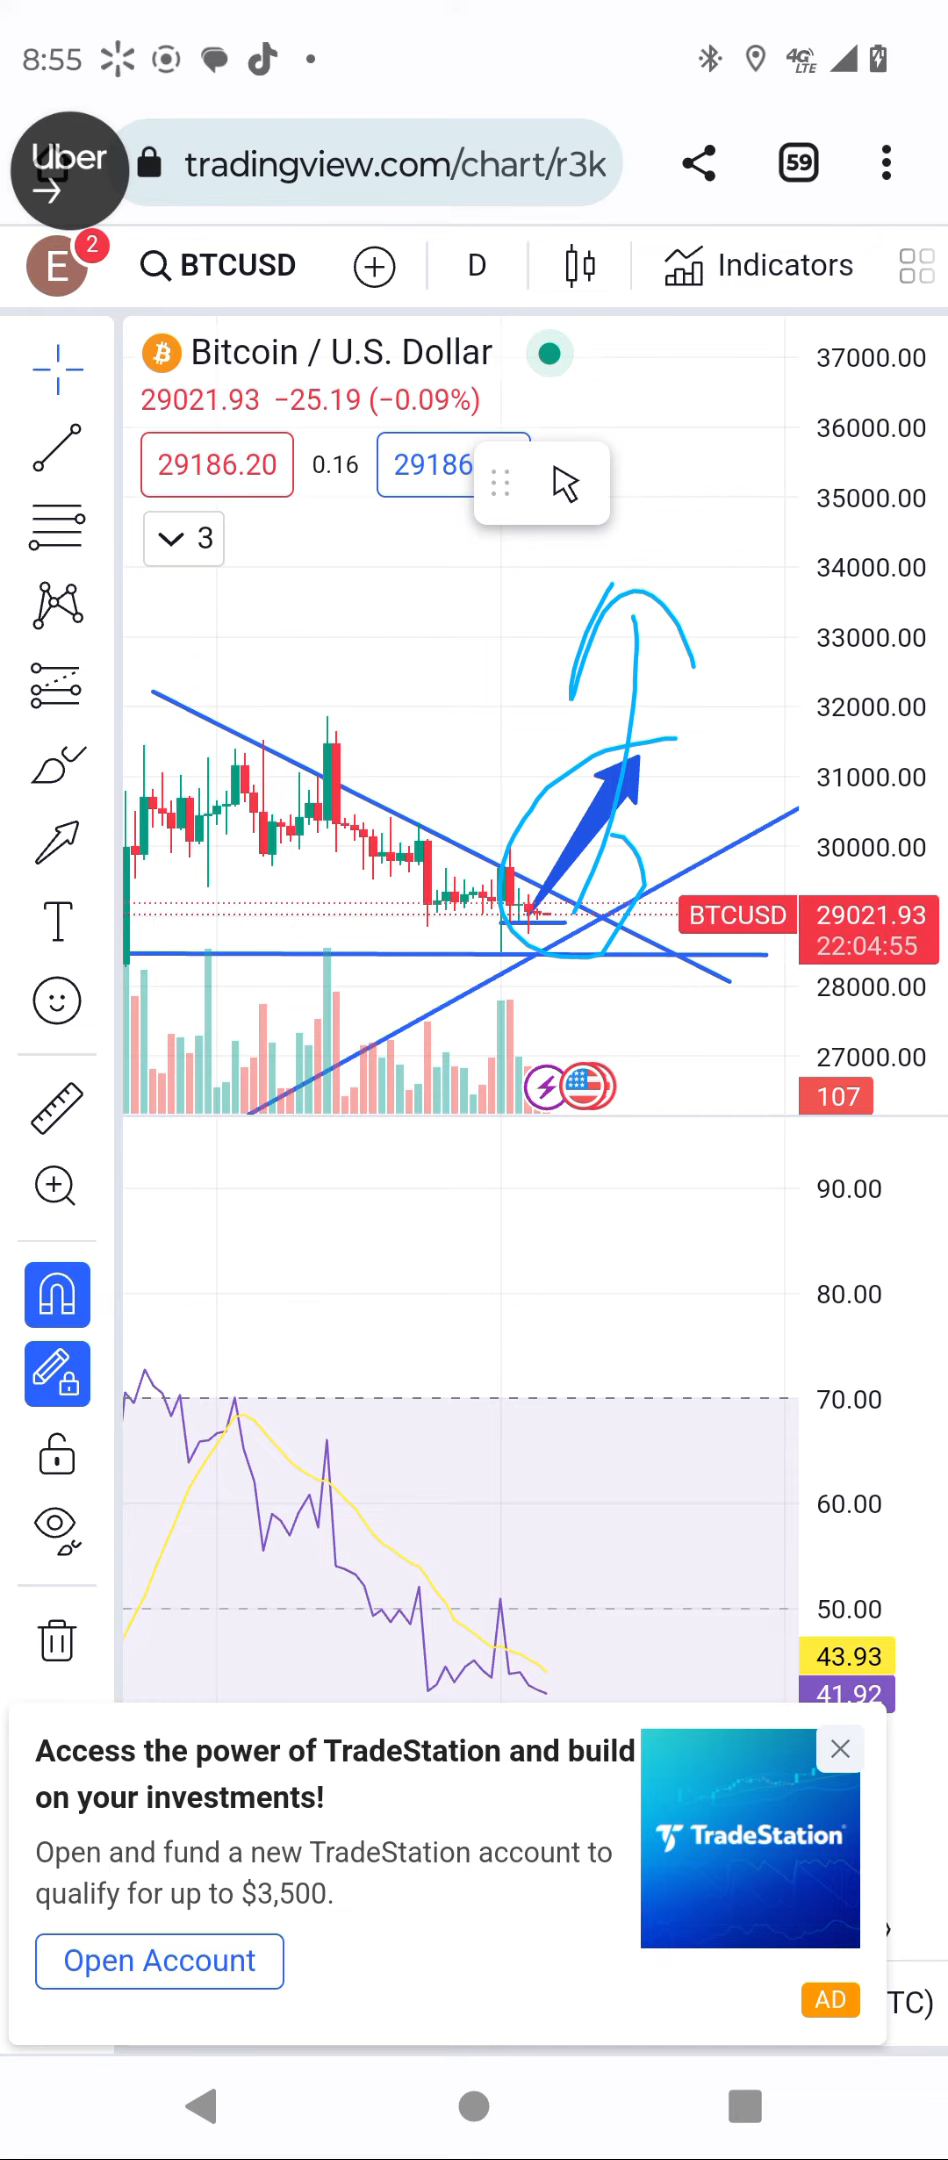 8:55
4G LTE
Uber
tradingview.com/chart/r3k
59
E
2
BTCUSD
D
Indicators
Bitcoin / U.S. Dollar
29021.93 −25.19 (−0.09%)
29186.20
0.16
29186
3
37000.00
36000.00
35000.00
34000.00
33000.00
32000.00
31000.00
30000.00
BTCUSD
29021.93
22:04:55
28000.00
27000.00
107
90.00
80.00
70.00
60.00
50.00
43.93
41.92
T
Access the power of TradeStation and build
on your investments!
Open and fund a new TradeStation account to
qualify for up to $3,500.
Open Account
TradeStation
AD
TC)